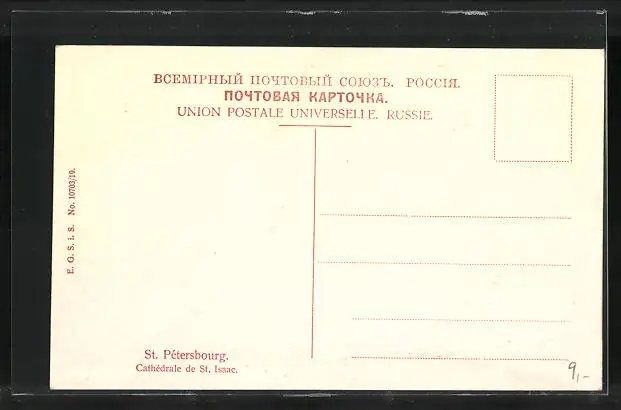 ВСЕМІРНЫЙ ПОЧТОВЫЙ СОЮЗЪ. РОССІЯ.
ПОЧТОВАЯ КАРТОЧКА.
UNION POSTALE UNIVERSELLE. RUSSIE.
E. G. S. i. S. No. 10703/19.
St. Pétersbourg.
Cathédrale de St. Isaac.
9,-